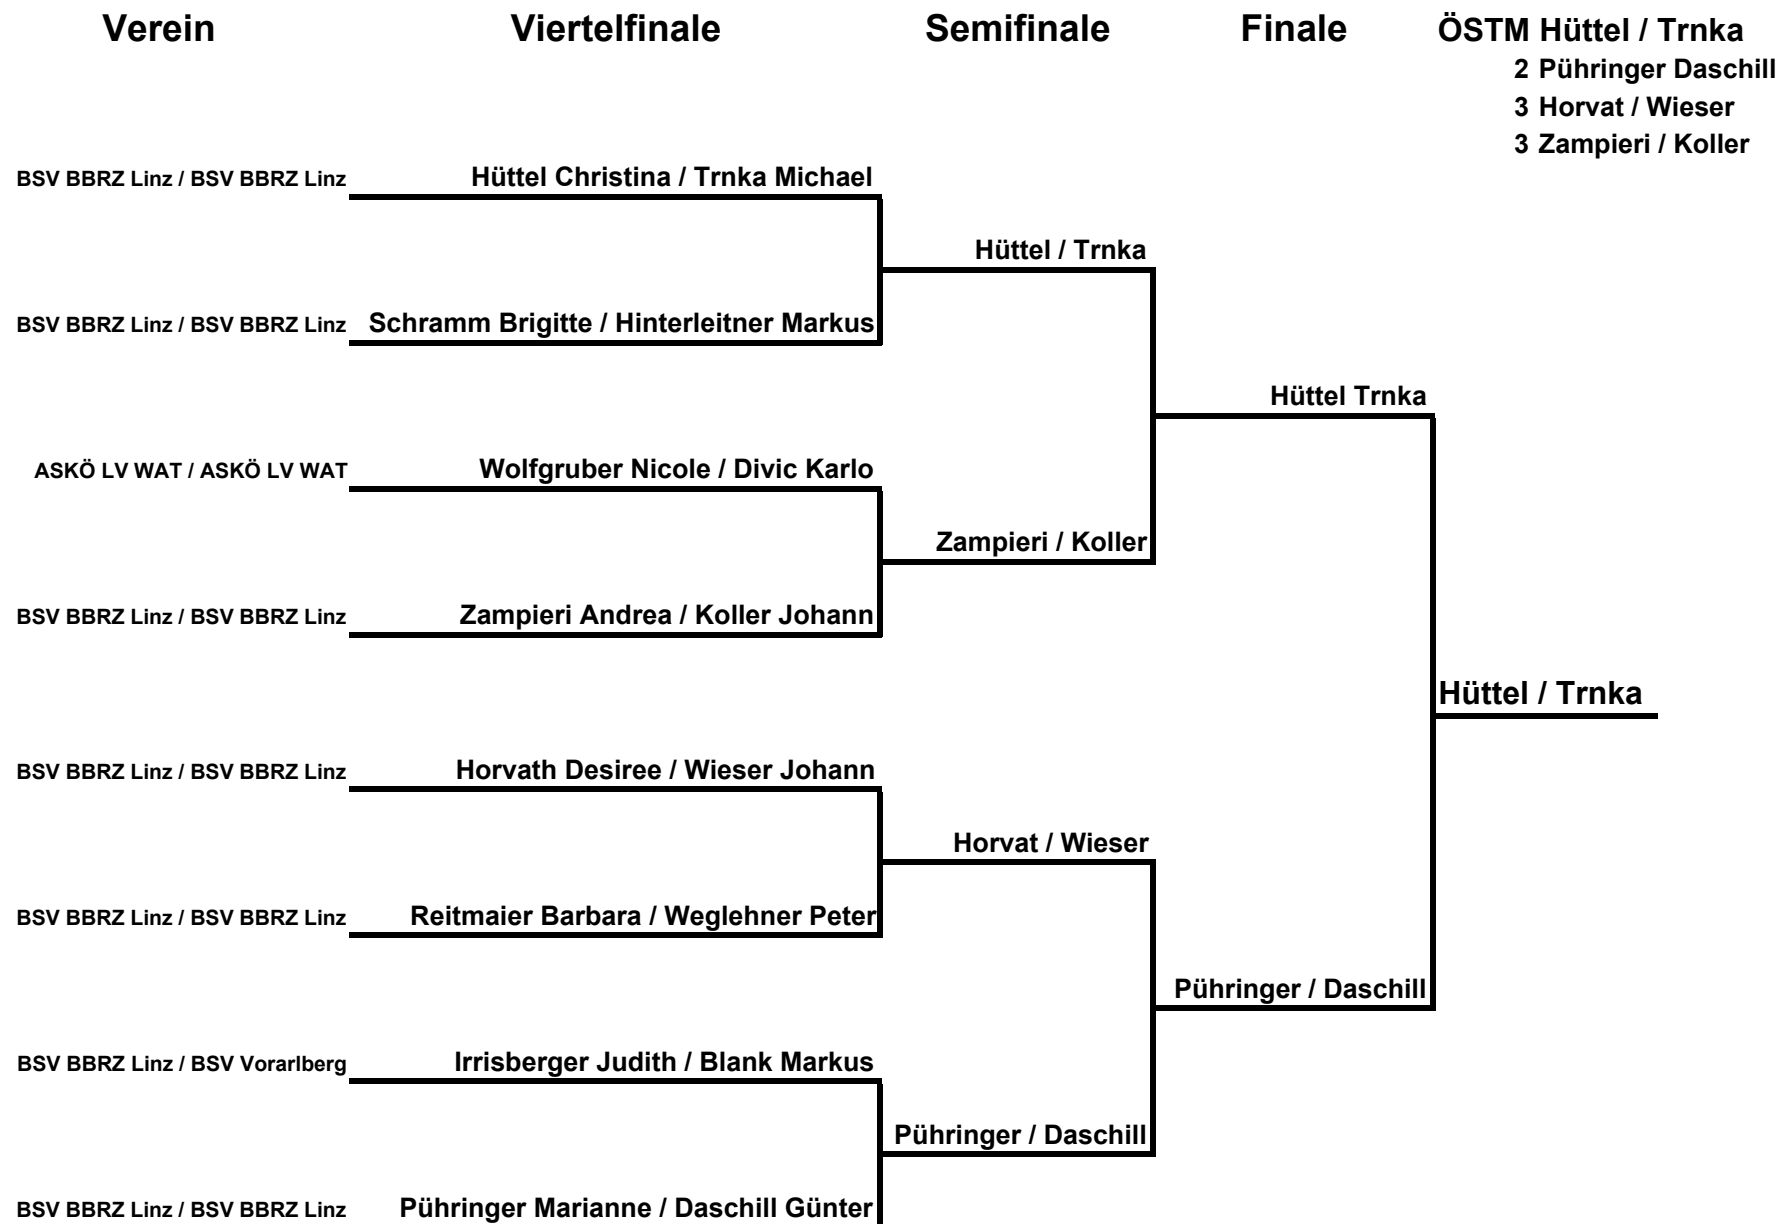 Verein Viertelfinale Semifinale Finale ÖSTM Hüttel / Trnka
2 Pühringer Daschill
3 Horvat / Wieser
3 Zampieri / Koller
BSV BBRZ Linz / BSV BBRZ Linz Hüttel Christina / Trnka Michael
Hüttel / Trnka
BSV BBRZ Linz / BSV BBRZ Linz Schramm Brigitte / Hinterleitner Markus
Hüttel Trnka
ASKÖ LV WAT / ASKÖ LV WAT Wolfgruber Nicole / Divic Karlo
Zampieri / Koller
BSV BBRZ Linz / BSV BBRZ Linz Zampieri Andrea / Koller Johann
Hüttel / Trnka
BSV BBRZ Linz / BSV BBRZ Linz Horvath Desiree / Wieser Johann
Horvat / Wieser
BSV BBRZ Linz / BSV BBRZ Linz Reitmaier Barbara / Weglehner Peter
Pühringer / Daschill
BSV BBRZ Linz / BSV Vorarlberg Irrisberger Judith / Blank Markus
Pühringer / Daschill
BSV BBRZ Linz / BSV BBRZ Linz Pühringer Marianne / Daschill Günter